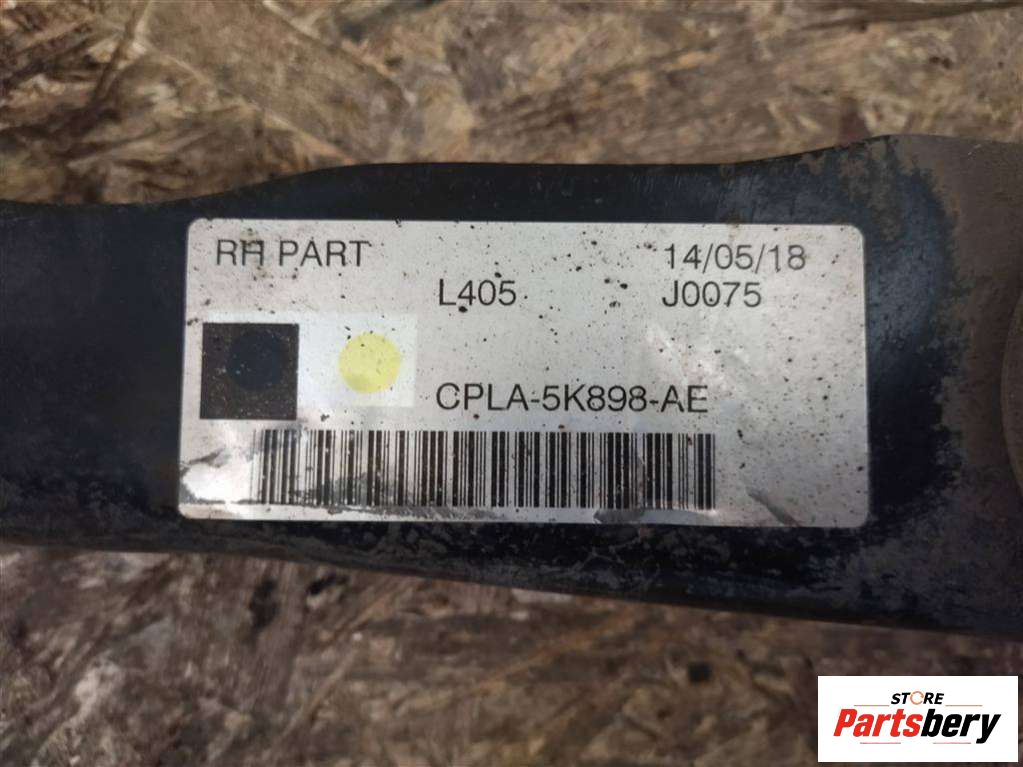 RH PART 14/05/18
L405 J0075
CPLA-5K898-AE
STORE
Partsbery